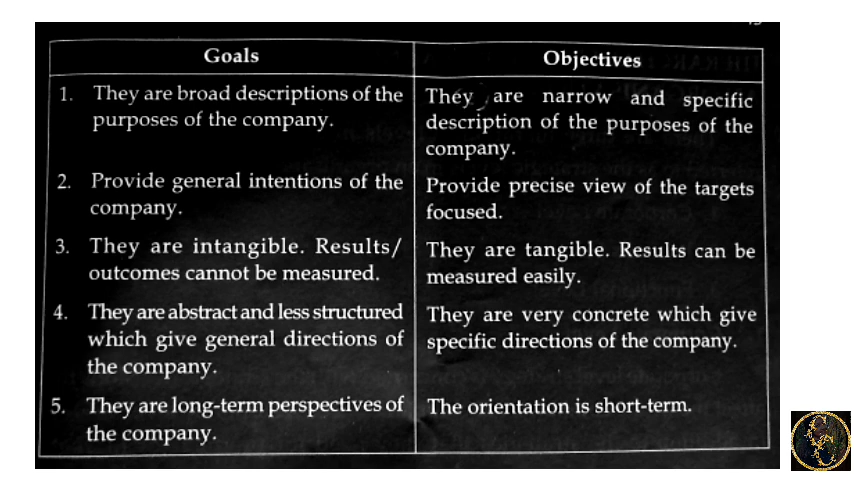 Goals
Objectives
1. They are broad descriptions of the
purposes of the company.
They are narrow and specific
description of the purposes of the
company.
2. Provide general intentions of the
company.
Provide precise view of the targets
focused.
3. They are intangible. Results/
outcomes cannot be measured.
They are tangible. Results can be
measured easily.
4. They are abstract and less structured
which give general directions of
the company.
They are very concrete which give
specific directions of the company.
5. They are long-term perspectives of
the company.
The orientation is short-term.